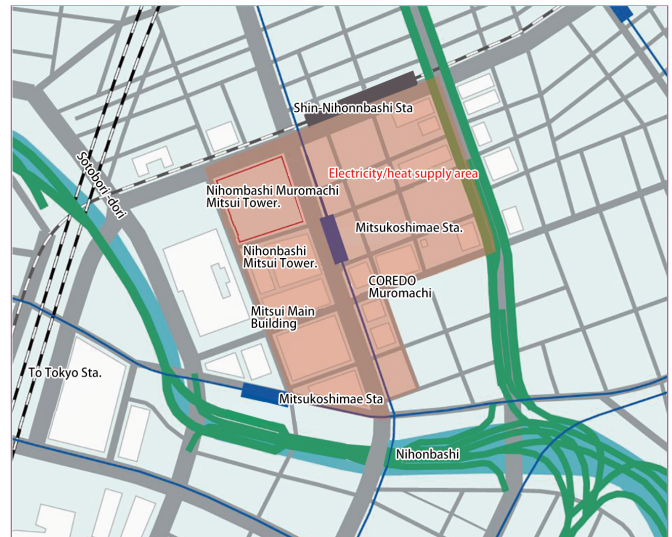 Shin-Nihonnbashi Sta
Sotobori-dori
Electricity/heat supply area
Nihombashi Muromachi
Mitsui Tower.
Mitsukoshimae Sta.
Nihonbashi
Mitsui Tower.
COREDO
Muromachi
Mitsui Main
Building
To Tokyo Sta.
Mitsukoshimae Sta
Nihonbashi